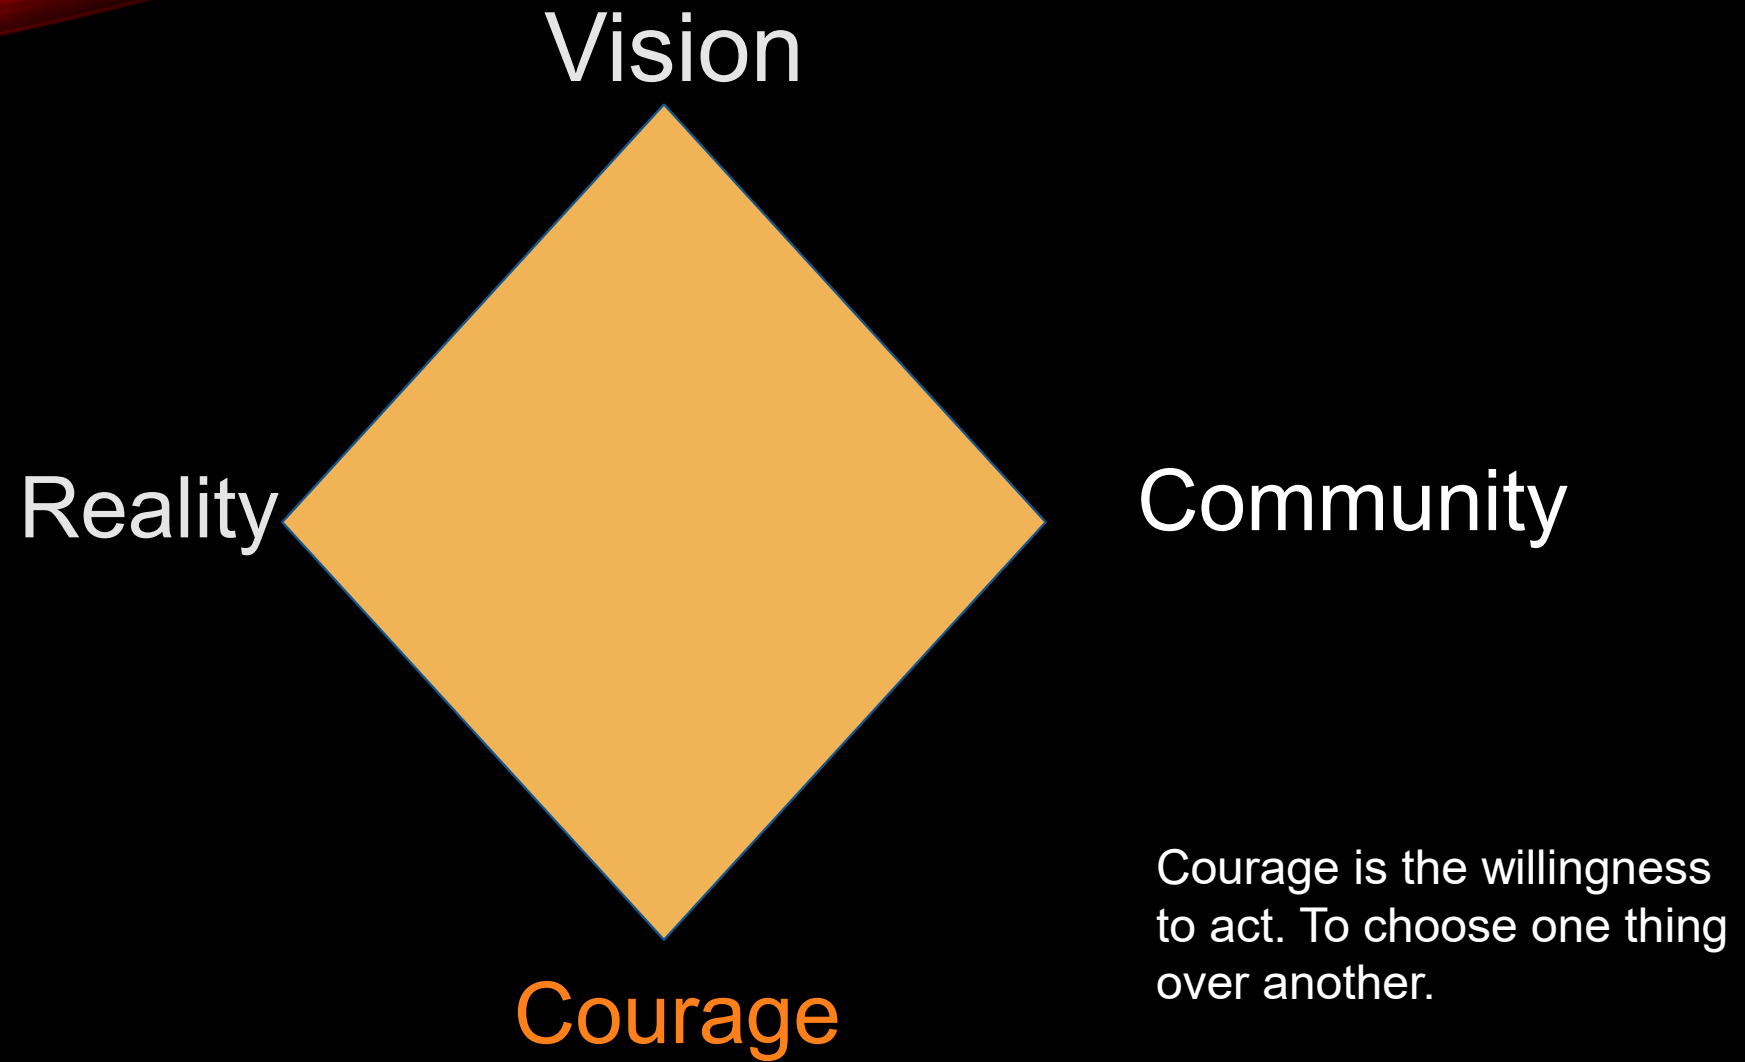 Vision
Reality
Community
Courage is the willingness
to act. To choose one thing
over another.
Courage